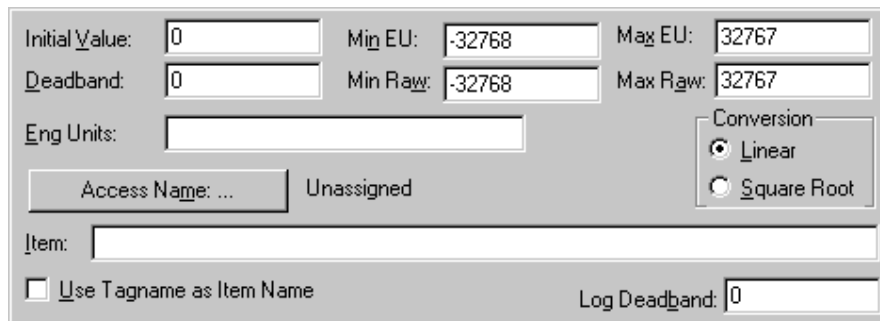 Initial Value: 0 Min EU: -32768 Max EU: 32767
Deadband: 0 Min Raw: -32768 Max Raw: 32767
Eng Units:
Conversion
Linear
Access Name: ... Unassigned
Square Root
Item:
Use Tagname as Item Name
Log Deadband: 0